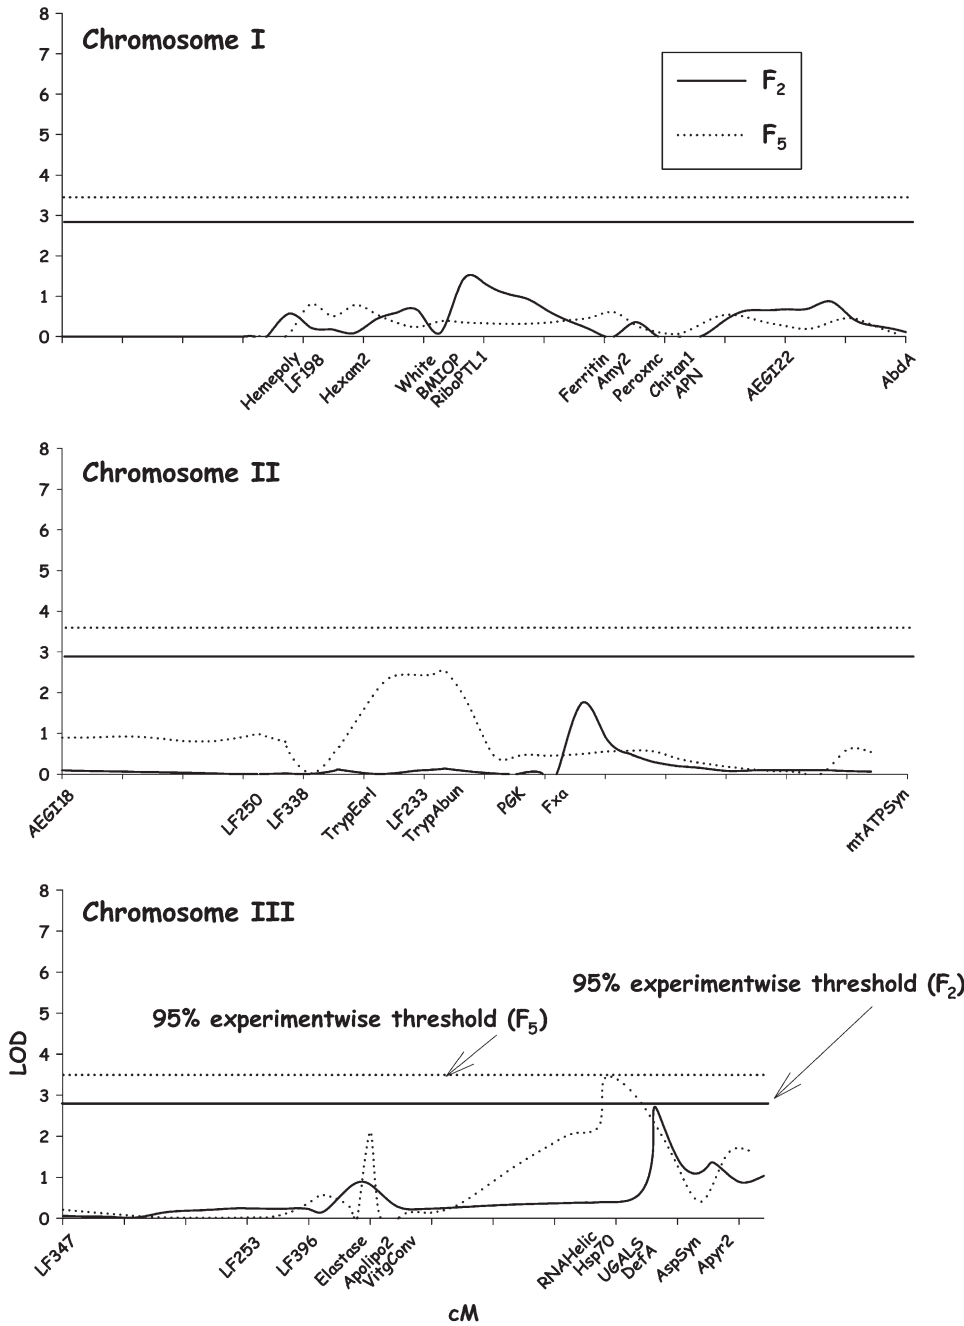 8
Chromosome I
7
F2
6
5
F5
4
3
2
1
0
Hemepoly
LF198
Hexam2
White
BMIOP
RiboPTL1
Ferritin
Amy2
Peroxnc
Chitan1
APN
AEGI22
AbdA
8
Chromosome II
7
6
5
4
3
2
1
0
AEGI18
LF250
LF338
TrypEarl
LF233
TrypAbun
PGK
Fxa
mtATPSyn
8
Chromosome III
7
6
95% experimentwise threshold (F2)
5
95% experimentwise threshold (F5)
4
LOD
3
2
1
0
LF347
LF253
LF396
Elastase
Apolipo2
VitgConv
RNAHelic
Hsp70
UGALS
DefA
AspSyn
Apyr2
cM